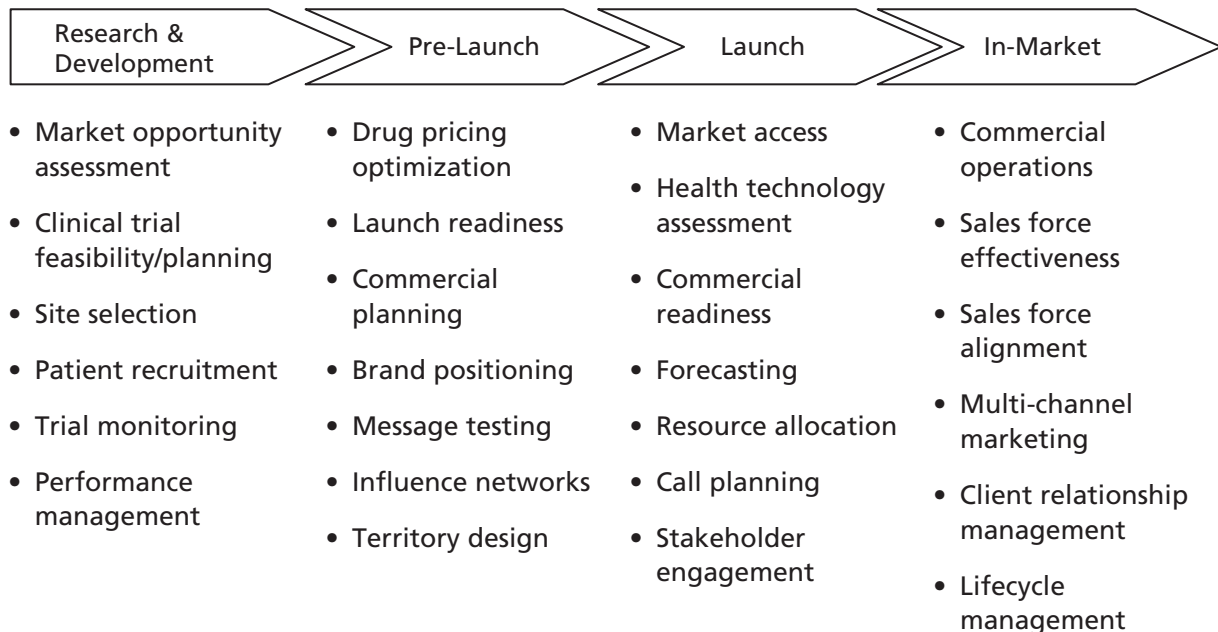 Research &
Development
Pre-Launch
Launch
In-Market
• Market opportunity
assessment
• Clinical trial
feasibility/planning
• Site selection
• Patient recruitment
• Trial monitoring
• Performance
management
• Drug pricing
optimization
• Launch readiness
• Commercial
planning
• Brand positioning
• Message testing
• Influence networks
• Territory design
• Market access
• Health technology
assessment
• Commercial
readiness
• Forecasting
• Resource allocation
• Call planning
• Stakeholder
engagement
• Commercial
operations
• Sales force
effectiveness
• Sales force
alignment
• Multi-channel
marketing
• Client relationship
management
• Lifecycle
management